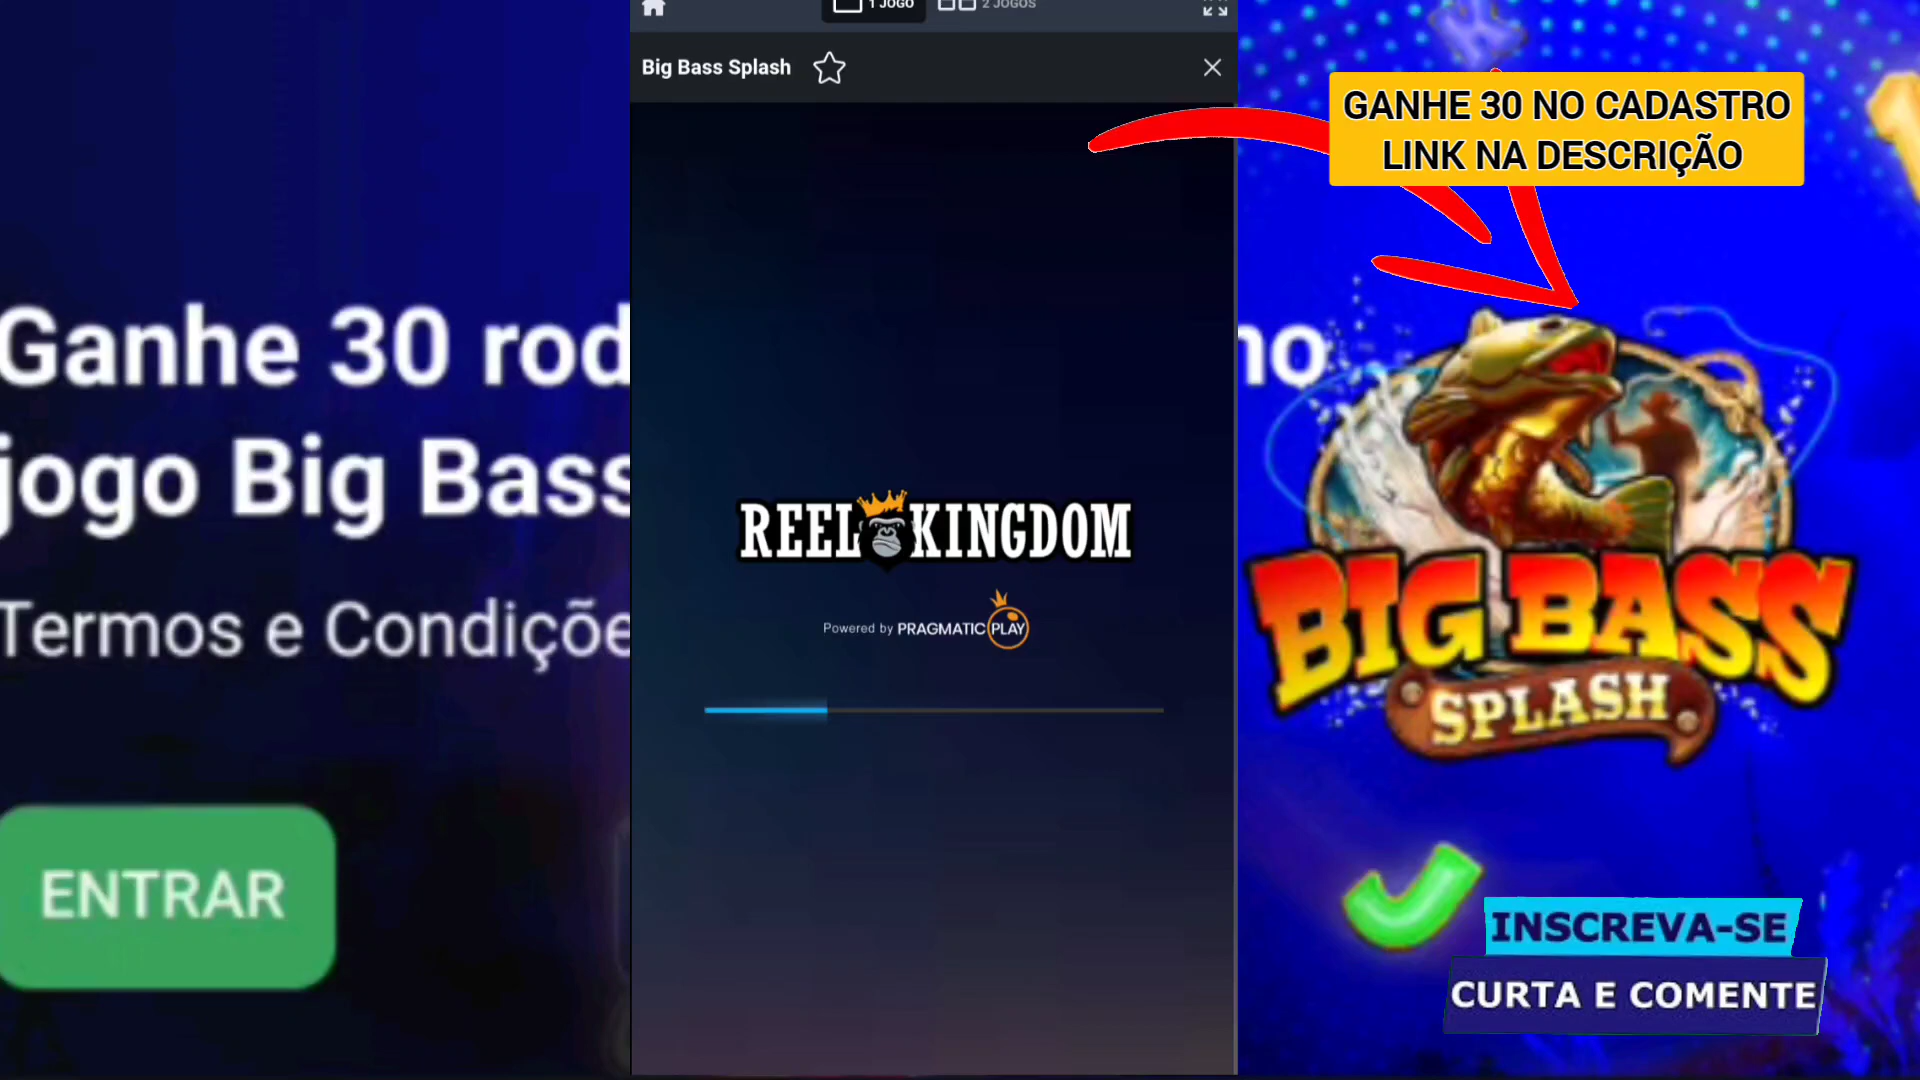 1 JOGO
2 JOGOS
Big Bass Splash
GANHE 30 NO CADASTRO
LINK NA DESCRIÇÃO
Ganhe 30 rod
no
jogo Big Bass
Termos e Condiçõe
ENTRAR
REEL KINGDOM
Powered by PRAGMATIC PLAY
BIG BASS
SPLASH
INSCREVA-SE
CURTA E COMENTE